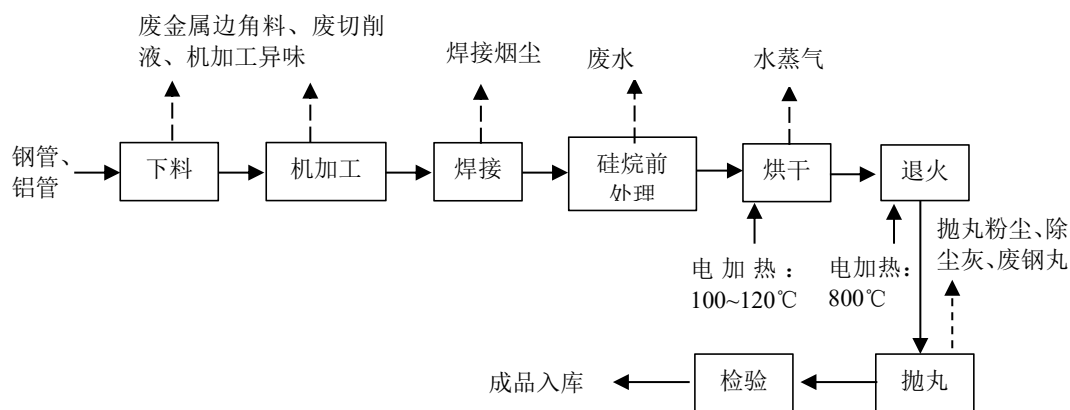 废金属边角料、废切削
液、机加工异味
焊接烟尘
废水
水蒸气
钢管、
铝管
下料
机加工
焊接
硅烷前
处理
烘干
退火
电加热：
100~120℃
电加热：
800℃
抛丸粉尘、除
尘灰、废钢丸
成品入库
检验
抛丸